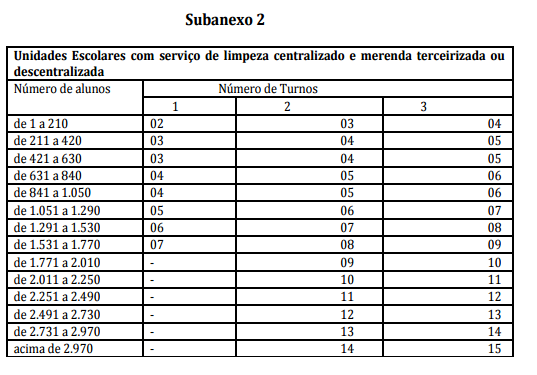 Subanexo 2
Unidades Escolares com serviço de limpeza centralizado e merenda terceirizada ou
descentralizada
Número de alunos Número de Turnos
1 2 3
de 1 a 210 02 03 04
de 211 a 420 03 04 05
de 421 a 630 03 04 05
de 631 a 840 04 05 06
de 841 a 1.050 04 05 06
de 1.051 a 1.290 05 06 07
de 1.291 a 1.530 06 07 08
de 1.531 a 1.770 07 08 09
de 1.771 a 2.010 - 09 10
de 2.011 a 2.250 - 10 11
de 2.251 a 2.490 - 11 12
de 2.491 a 2.730 - 12 13
de 2.731 a 2.970 - 13 14
acima de 2.970 - 14 15